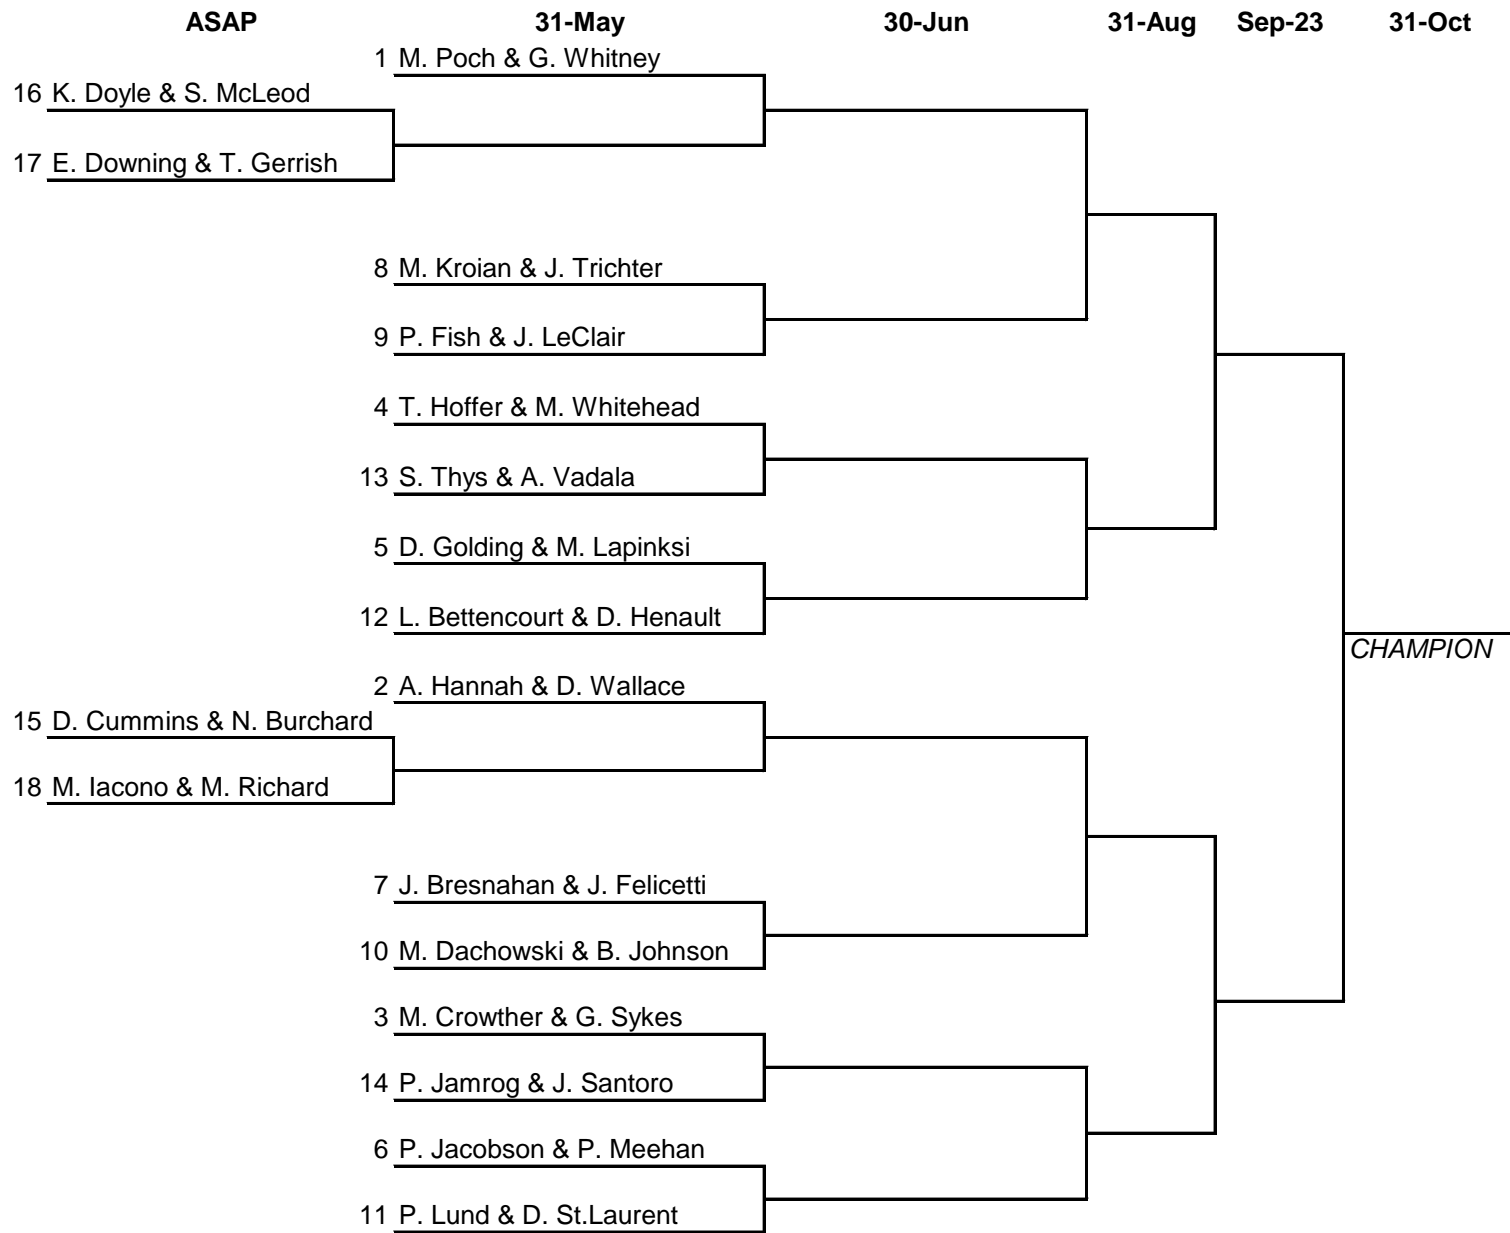 ASAP 31-May 30-Jun 31-Aug Sep-23 31-Oct
1 M. Poch & G. Whitney
16 K. Doyle & S. McLeod
17 E. Downing & T. Gerrish
8 M. Kroian & J. Trichter
9 P. Fish & J. LeClair
4 T. Hoffer & M. Whitehead
13 S. Thys & A. Vadala
5 D. Golding & M. Lapinksi
12 L. Bettencourt & D. Henault
CHAMPION
2 A. Hannah & D. Wallace
15 D. Cummins & N. Burchard
18 M. Iacono & M. Richard
7 J. Bresnahan & J. Felicetti
10 M. Dachowski & B. Johnson
3 M. Crowther & G. Sykes
14 P. Jamrog & J. Santoro
6 P. Jacobson & P. Meehan
11 P. Lund & D. St.Laurent